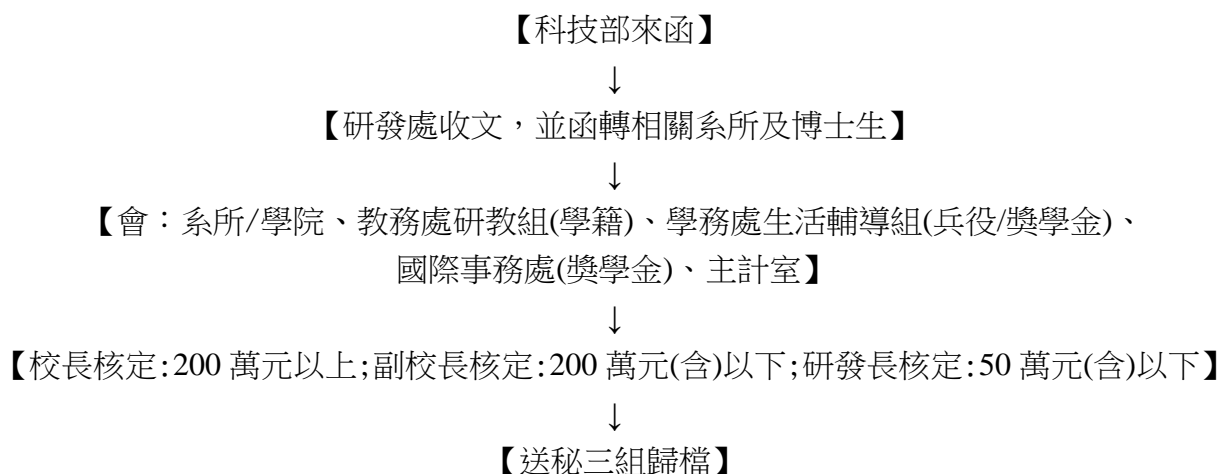 【科技部來函】
↓
【研發處收文，並函轉相關系所及博士生】
↓
【會：系所/學院、教務處研教組(學籍)、學務處生活輔導組(兵役/獎學金)、
國際事務處(獎學金)、主計室】
↓
【校長核定:200 萬元以上;副校長核定:200 萬元(含)以下;研發長核定:50 萬元(含)以下】
↓
【送秘三組歸檔】